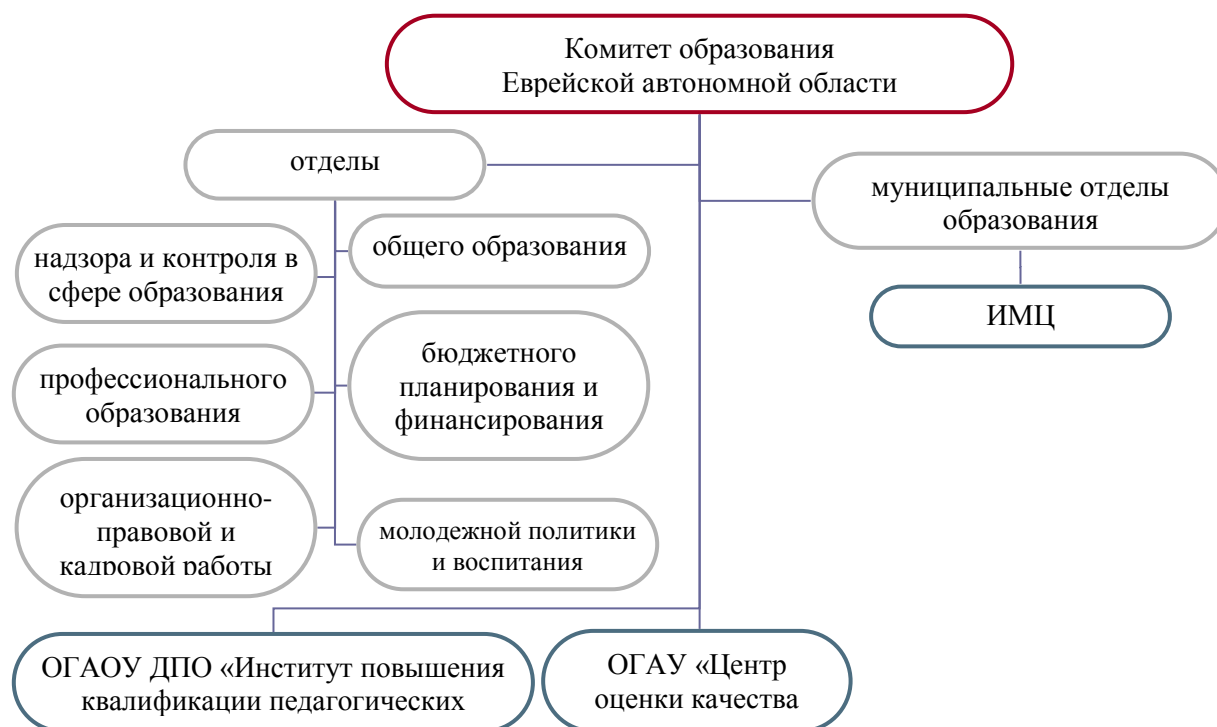 Комитет образования
Еврейской автономной области
отделы
муниципальные отделы
образования
общего образования
надзора и контроля в
сфере образования
ИМЦ
бюджетного
планирования и
финансирования
профессионального
образования
организационно-
правовой и
кадровой работы
молодежной политики
и воспитания
ОГАОУ ДПО «Институт повышения
квалификации педагогических
ОГАУ «Центр
оценки качества